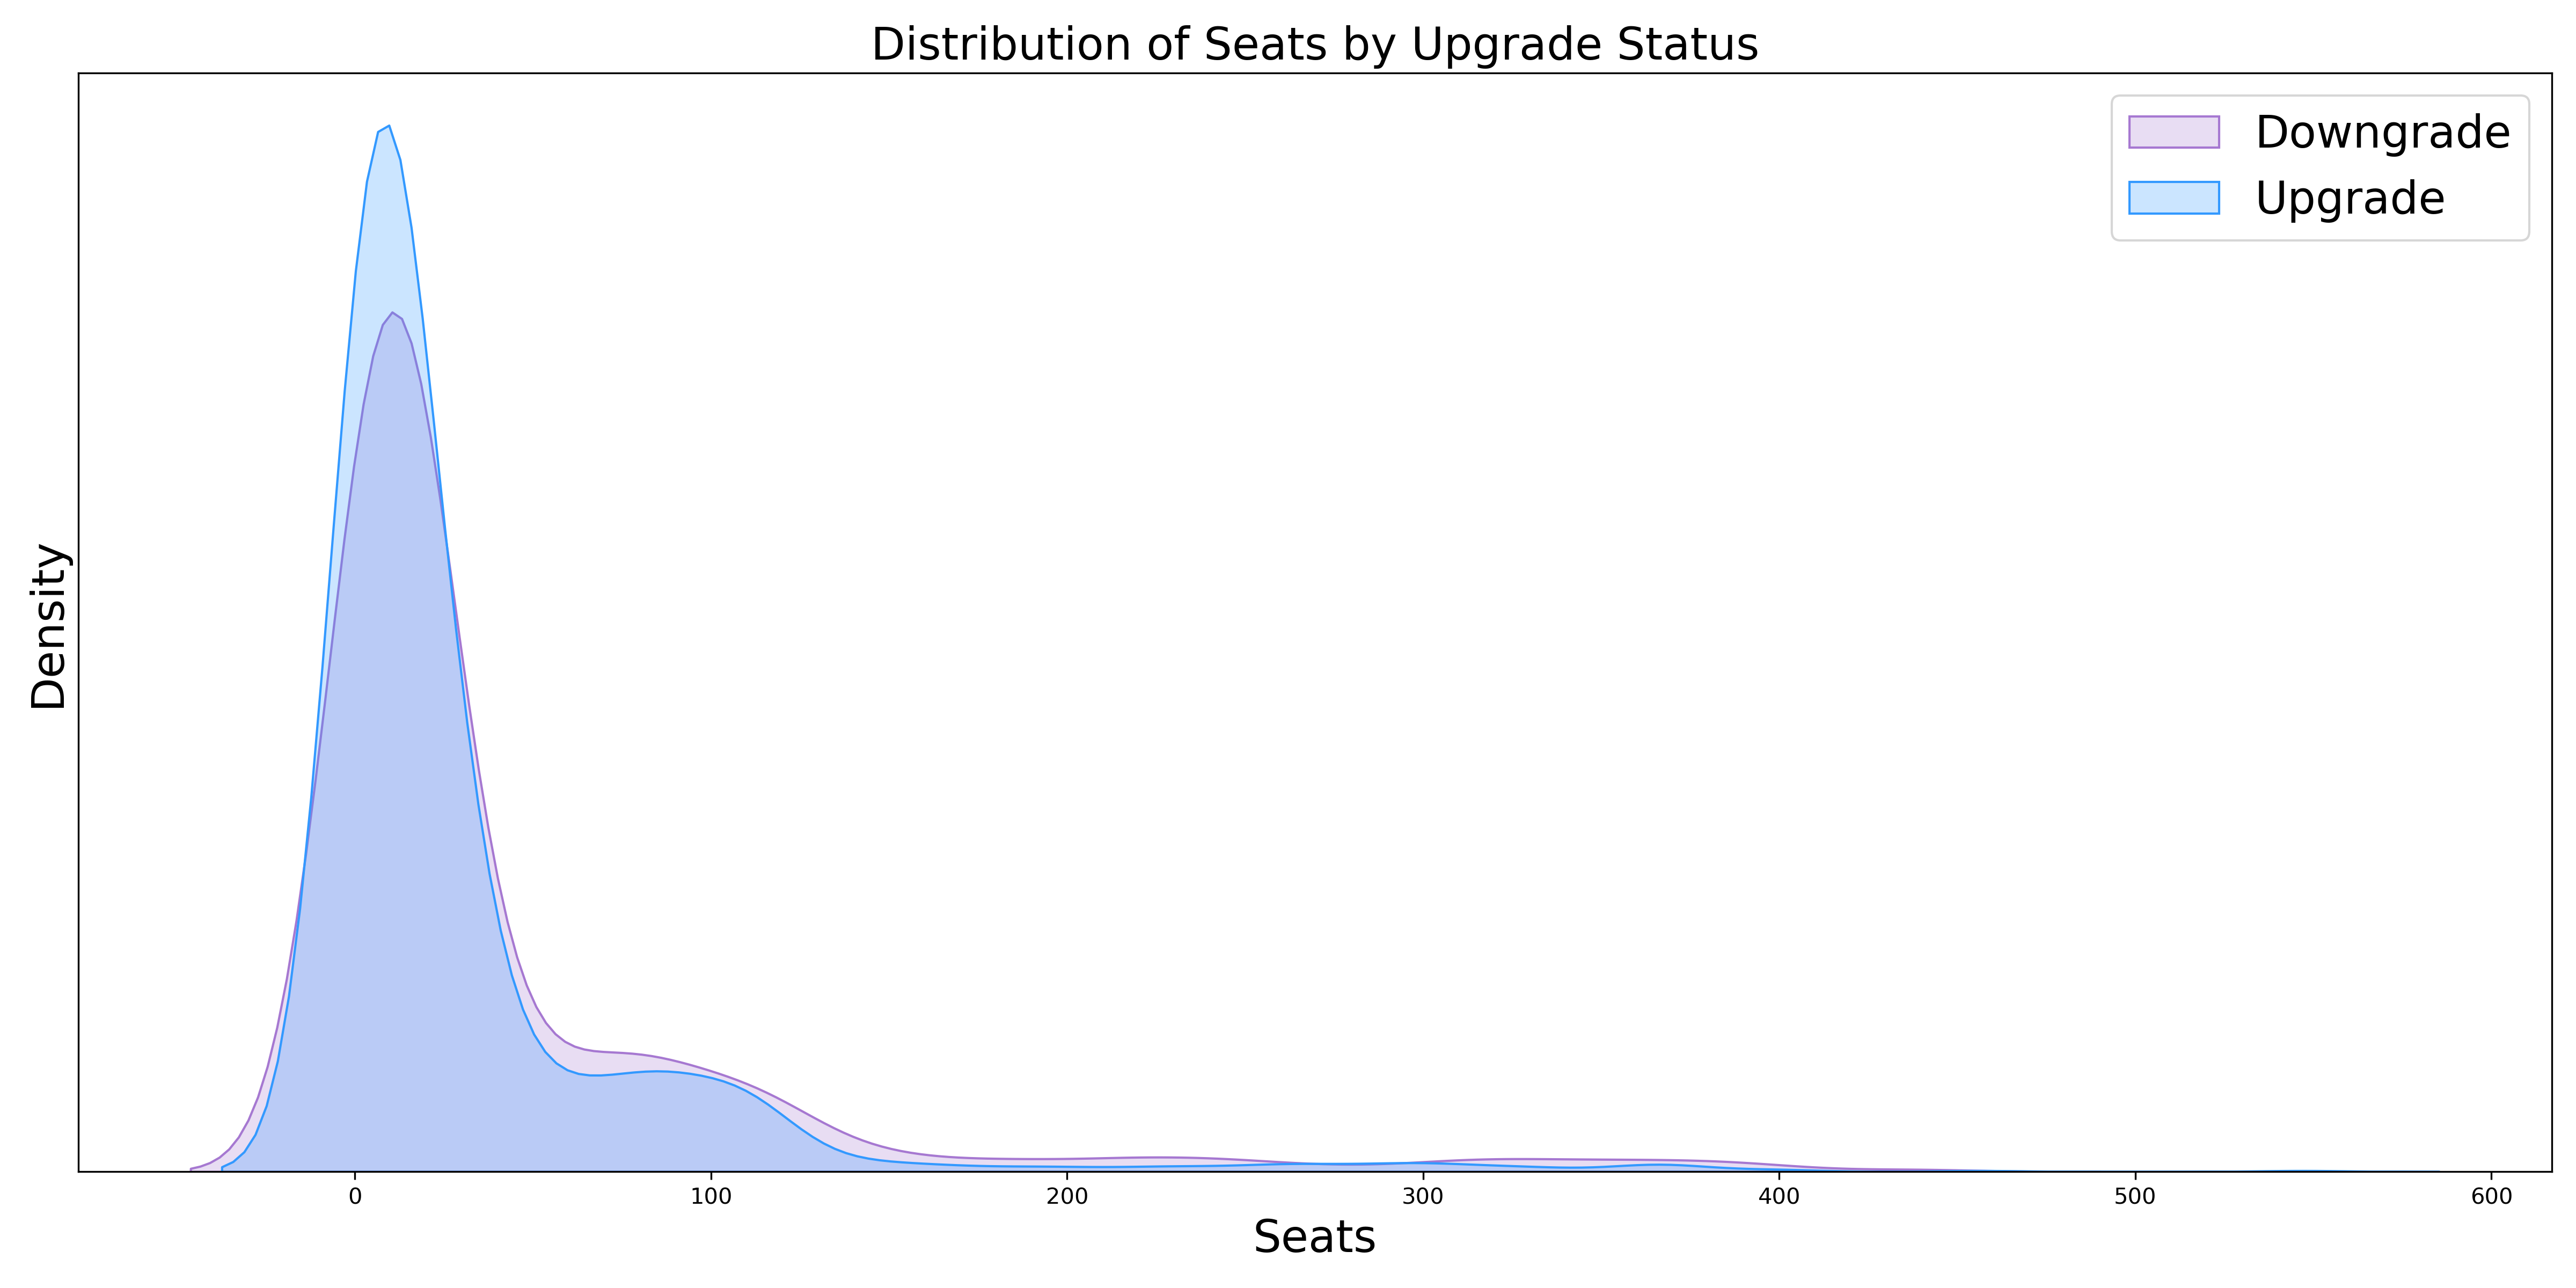 Distribution of Seats by Upgrade Status
Downgrade
Upgrade
Density
0 100 200 300 400 500 600
Seats